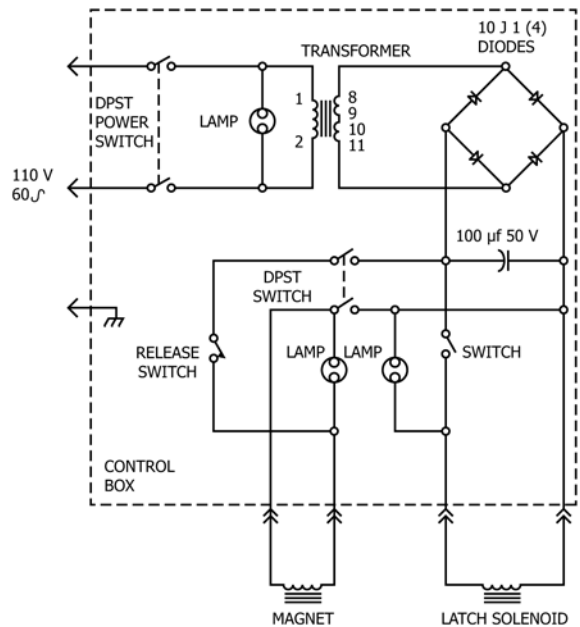 10 J 1 (4)
DIODES
TRANSFORMER
DPST
POWER
SWITCH
LAMP
1
2
8
9
10
11
110 V
60∿
100 µf 50 V
DPST
SWITCH
RELEASE
SWITCH
LAMP
LAMP
SWITCH
CONTROL
BOX
MAGNET
LATCH SOLENOID